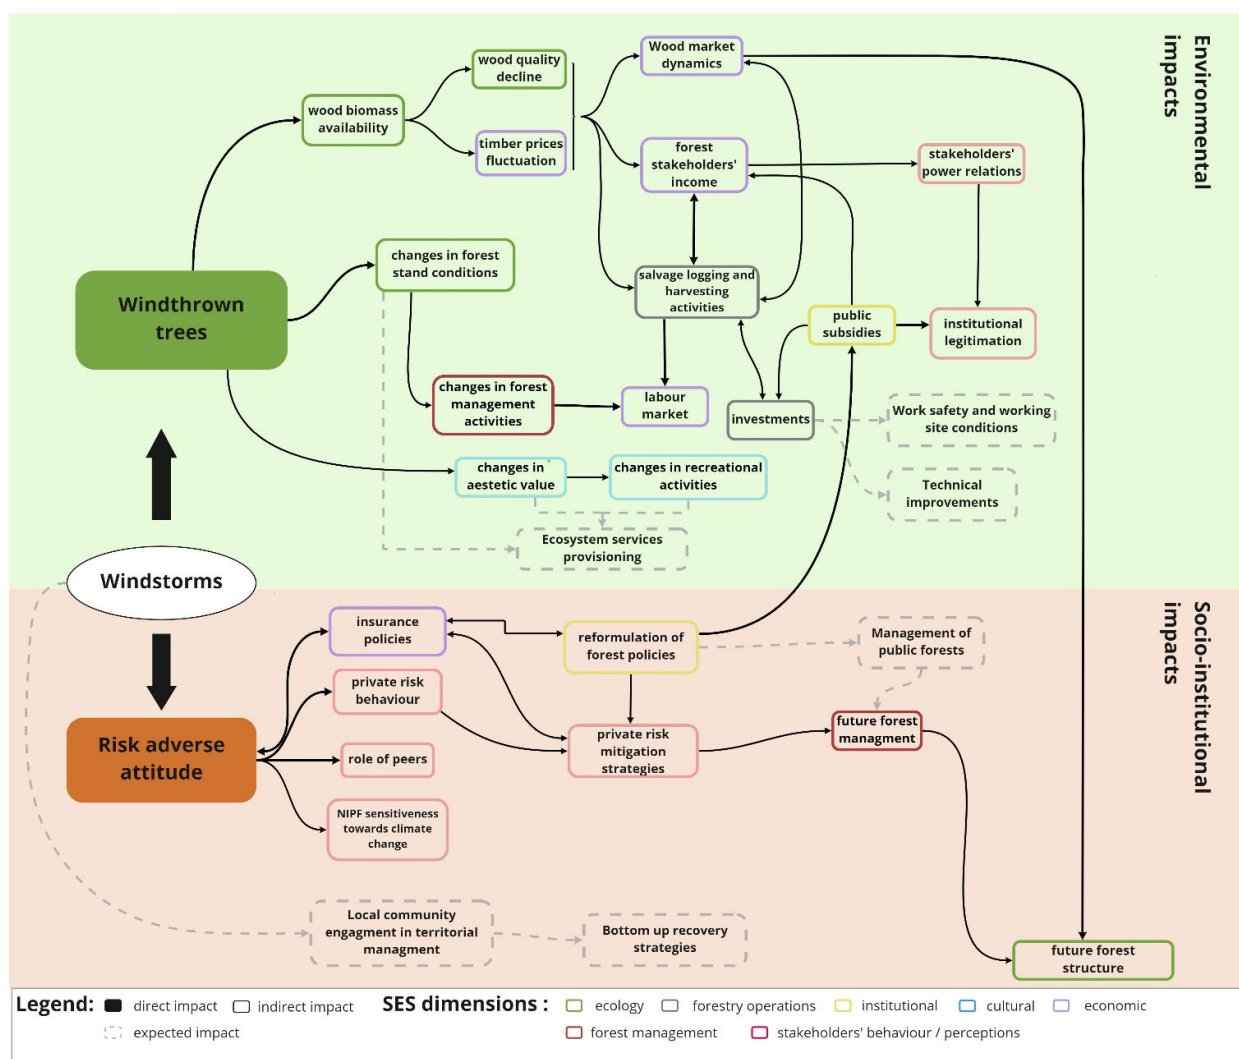 Environmental
impacts
wood quality
decline
Wood market
dynamics
wood biomass
availability
timber prices
fluctuation
forest
stakeholders'
income
stakeholders'
power relations
changes in forest
stand conditions
salvage logging and
harvesting
activities
Windthrown
trees
public
subsidies
institutional
legitimation
changes in forest
management
activities
labour
market
investments
Work safety and working
site conditions
changes in
aestetic value
changes in recreational
activities
Technical
improvements
Ecosystem services
provisioning
Windstorms
Socio-institutional
impacts
insurance
policies
reformulation of
forest policies
Management of
public forests
private risk
behaviour
Risk adverse
attitude
role of peers
private risk
mitigation
strategies
future forest
managment
NIPF sensitiveness
towards climate
change
Local community
engagment in territorial
managment
Bottom up recovery
strategies
future forest
structure
Legend: direct impact indirect impact SES dimensions : ecology forestry operations institutional cultural economic
expected impact forest management stakeholders' behaviour / perceptions